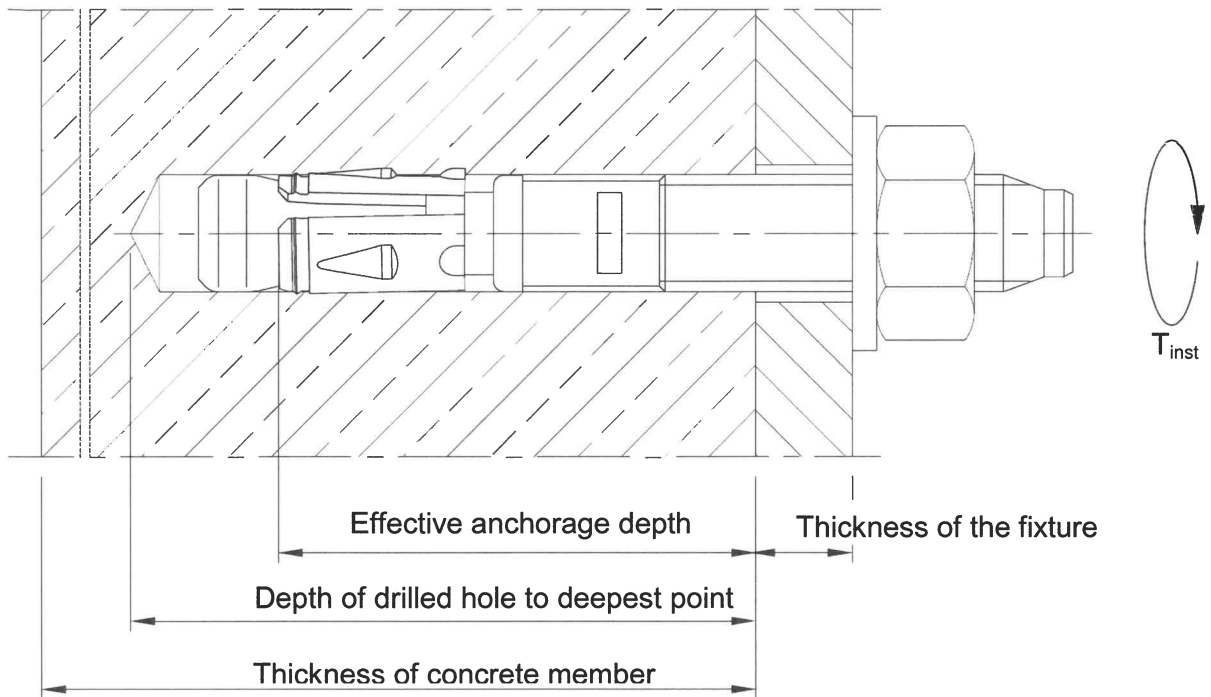 T_inst
Effective anchorage depth
Thickness of the fixture
Depth of drilled hole to deepest point
Thickness of concrete member